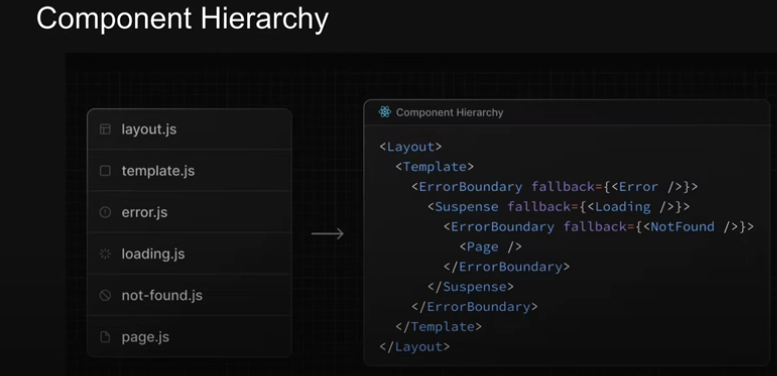 Component Hierarchy
layout.js
template.js
error.js
loading.js
not-found.js
page.js
Component Hierarchy
<Layout>
  <Template>
    <ErrorBoundary fallback={<Error />}>
      <Suspense fallback={<Loading />}>
        <ErrorBoundary fallback={<NotFound />}>
          <Page />
        </ErrorBoundary>
      </Suspense>
    </ErrorBoundary>
  </Template>
</Layout>